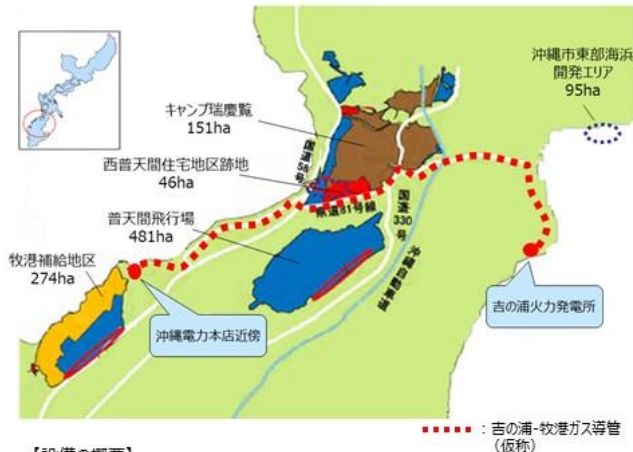 沖縄市東部海浜
開発エリア
95ha
キャンプ瑞慶覧
151ha
国道58号
西普天間住宅地区跡地
46ha
県道81号線
国道330号
普天間飛行場
481ha
沖縄自動車道
牧港補給地区
274ha
吉の浦火力発電所
沖縄電力本店近傍
：吉の浦-牧港ガス導管
（仮称）
【設備の概要】